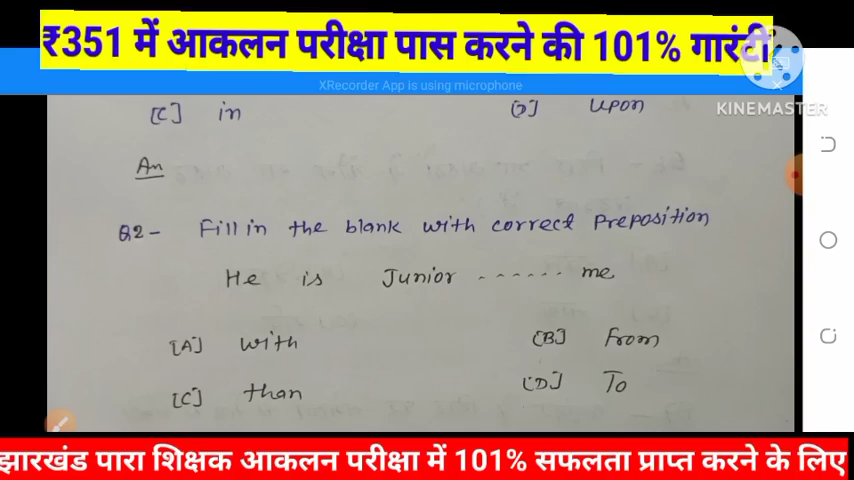 ₹351 में आकलन परीक्षा पास करने की 101% गारंटी
XRecorder App is using microphone
KINEMASTER
[C] in [D] upon
An
Q2- Fill in the blank with correct Preposition
He is Junior ....... me
[A] with [B] From
[C] than [D] To
झारखंड पारा शिक्षक आकलन परीक्षा में 101% सफलता प्राप्त करने के लिए